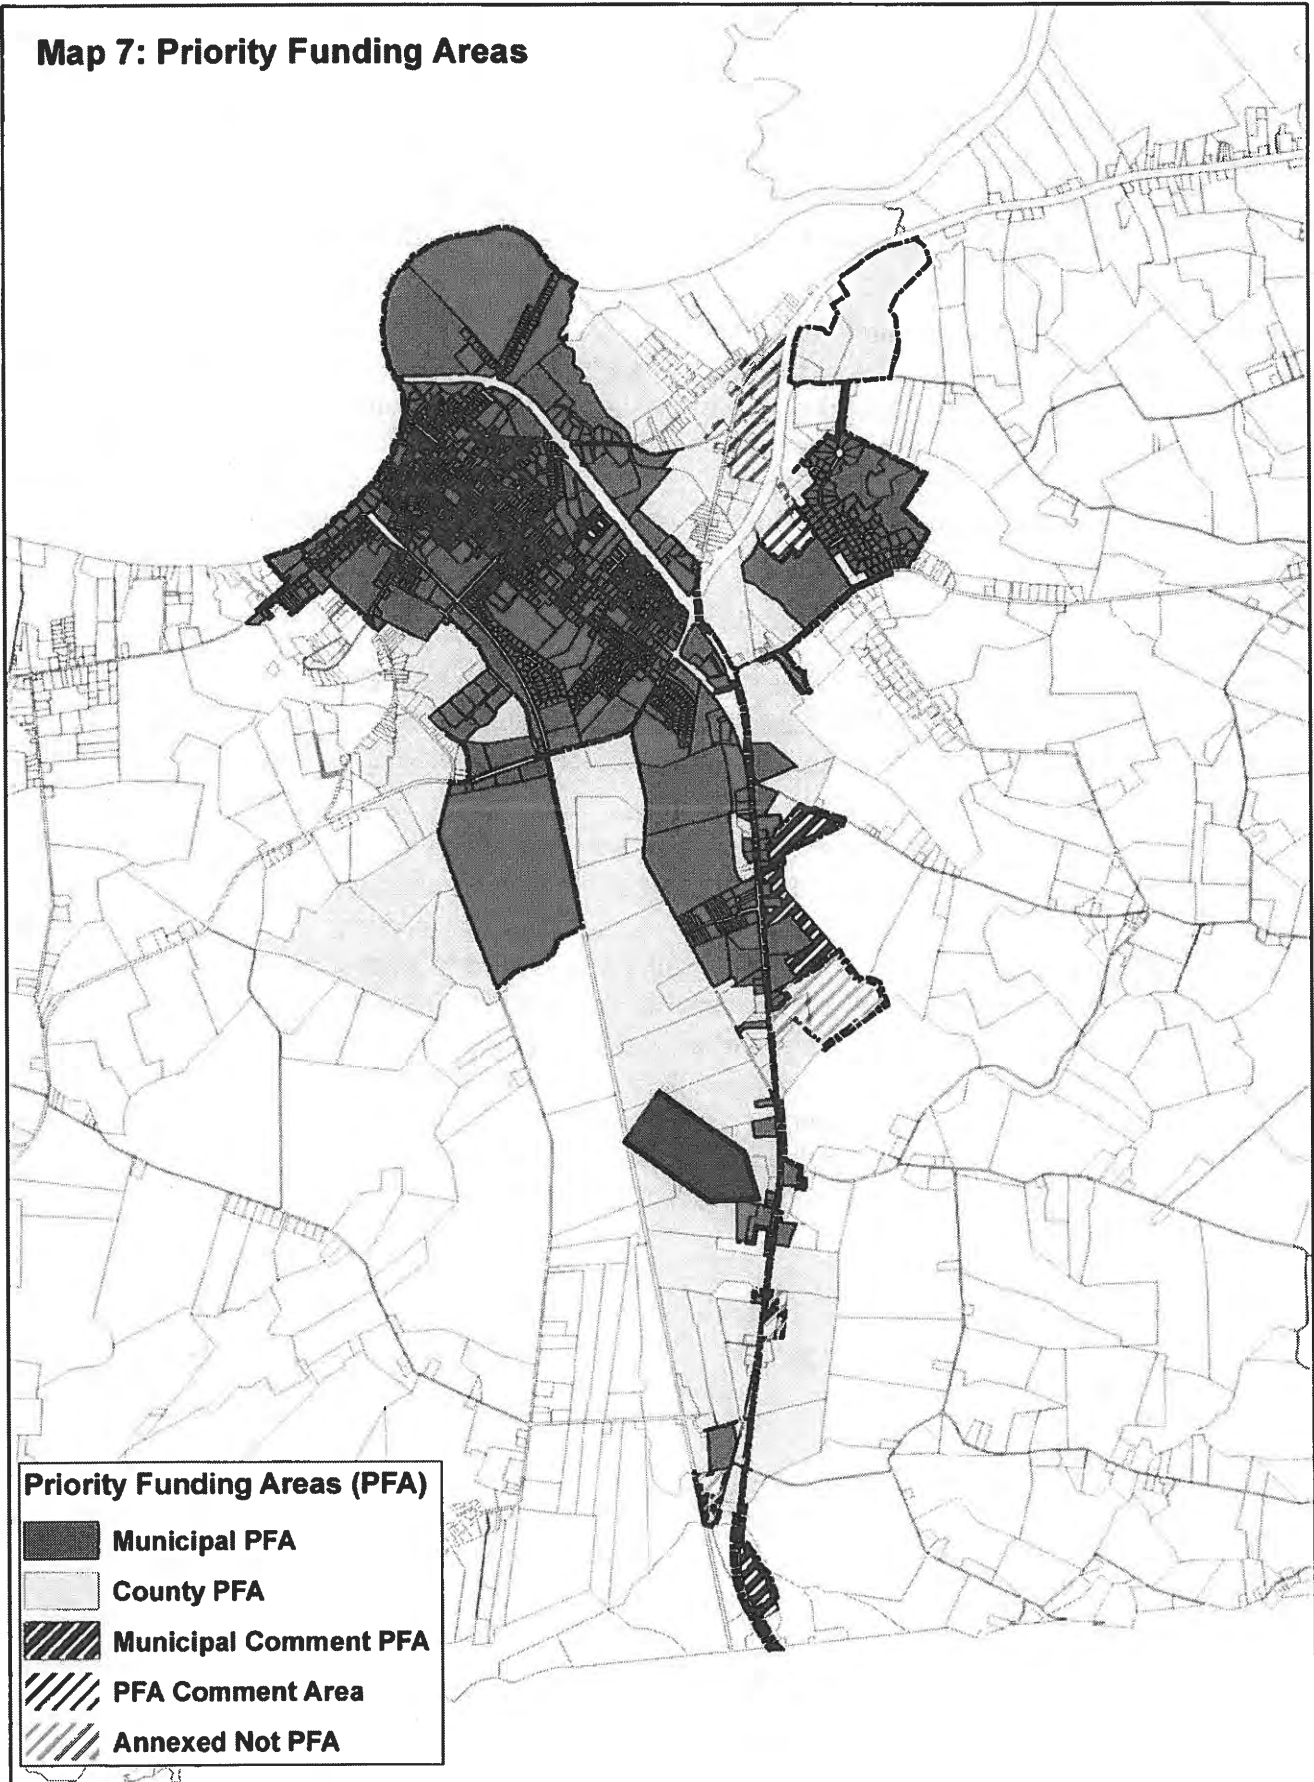 Map 7: Priority Funding Areas
Priority Funding Areas (PFA)
Municipal PFA
County PFA
Municipal Comment PFA
PFA Comment Area
Annexed Not PFA